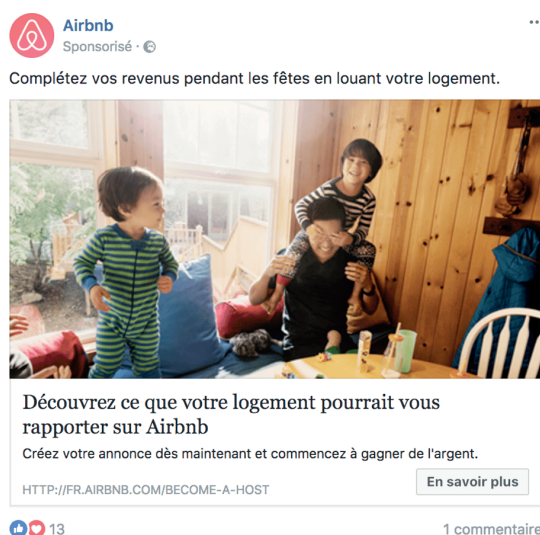 Airbnb
Sponsorisé ·
Complétez vos revenus pendant les fêtes en louant votre logement.
Découvrez ce que votre logement pourrait vous
rapporter sur Airbnb
Créez votre annonce dès maintenant et commencez à gagner de l'argent.
HTTP://FR.AIRBNB.COM/BECOME-A-HOST
En savoir plus
13
1 commentaire